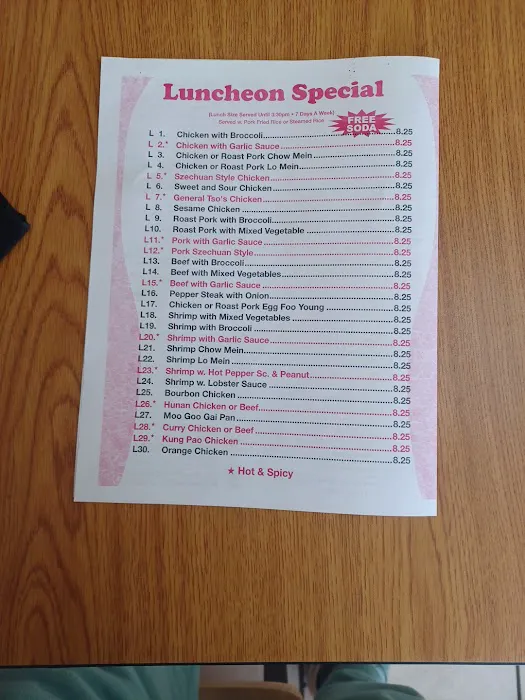 Luncheon Special
(Lunch Size Served Until 3:30pm • 7 Days A Week)
Served w. Pork Fried Rice or Steamed Rice
FREE
SODA
L 1. Chicken with Broccoli 8.25
L 2.* Chicken with Garlic Sauce 8.25
L 3. Chicken or Roast Pork Chow Mein 8.25
L 4. Chicken or Roast Pork Lo Mein 8.25
L 5.* Szechuan Style Chicken 8.25
L 6. Sweet and Sour Chicken 8.25
L 7.* General Tso's Chicken 8.25
L 8. Sesame Chicken 8.25
L 9. Roast Pork with Broccoli 8.25
L10. Roast Pork with Mixed Vegetable 8.25
L11.* Pork with Garlic Sauce 8.25
L12.* Pork Szechuan Style 8.25
L13. Beef with Broccoli 8.25
L14. Beef with Mixed Vegetables 8.25
L15.* Beef with Garlic Sauce 8.25
L16. Pepper Steak with Onion 8.25
L17. Chicken or Roast Pork Egg Foo Young 8.25
L18. Shrimp with Mixed Vegetables 8.25
L19. Shrimp with Broccoli 8.25
L20.* Shrimp with Garlic Sauce 8.25
L21. Shrimp Chow Mein 8.25
L22. Shrimp Lo Mein 8.25
L23.* Shrimp w. Hot Pepper Sc. & Peanut 8.25
L24. Shrimp w. Lobster Sauce 8.25
L25. Bourbon Chicken 8.25
L26.* Hunan Chicken or Beef 8.25
L27. Moo Goo Gai Pan 8.25
L28.* Curry Chicken or Beef 8.25
L29.* Kung Pao Chicken 8.25
L30. Orange Chicken 8.25
★ Hot & Spicy